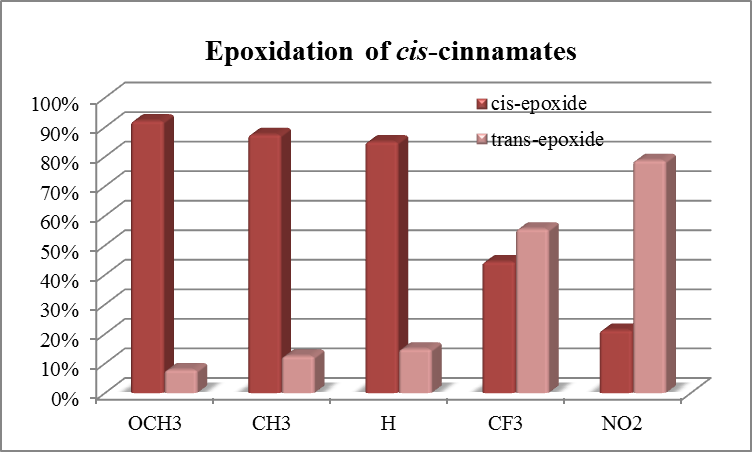 Epoxidation of cis-cinnamates
cis-epoxide
trans-epoxide
100%
90%
80%
70%
60%
50%
40%
30%
20%
10%
0%
OCH3 CH3 H CF3 NO2